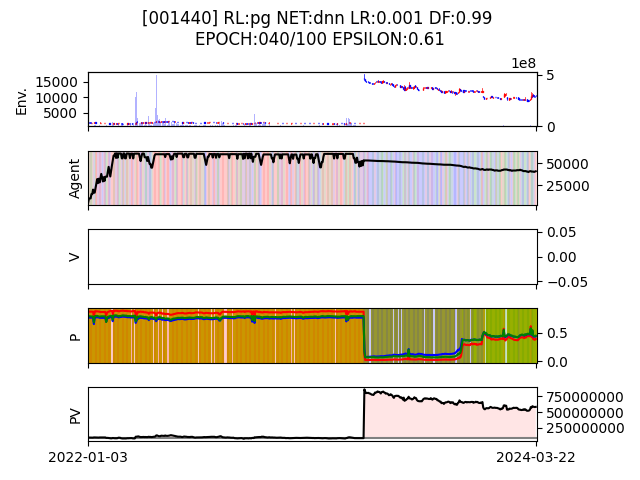 [001440] RL:pg NET:dnn LR:0.001 DF:0.99
EPOCH:040/100 EPSILON:0.61
1e8
Env.
15000
10000
5000
5
0
Agent
50000
25000
V
0.05
0.00
−0.05
P
0.5
0.0
PV
750000000
500000000
250000000
2022-01-03
2024-03-22